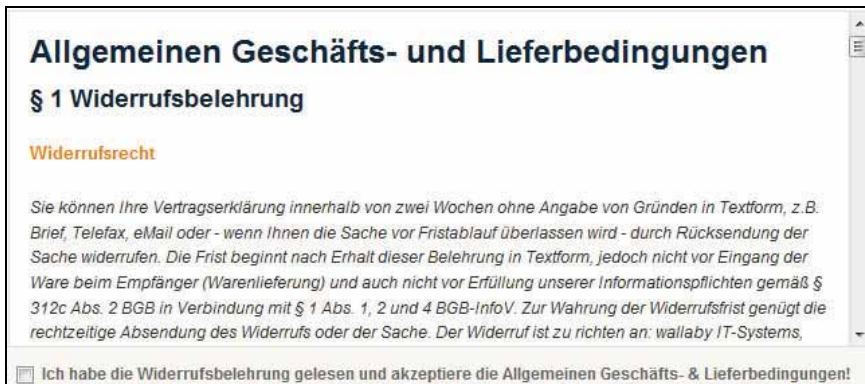 Allgemeinen Geschäfts- und Lieferbedingungen
§ 1 Widerrufsbelehrung
Widerrufsrecht
Sie können Ihre Vertragserklärung innerhalb von zwei Wochen ohne Angabe von Gründen in Textform, z.B.
Brief, Telefax, eMail oder - wenn Ihnen die Sache vor Fristablauf überlassen wird - durch Rücksendung der
Sache widerrufen. Die Frist beginnt nach Erhalt dieser Belehrung in Textform, jedoch nicht vor Eingang der
Ware beim Empfänger (Warenlieferung) und auch nicht vor Erfüllung unserer Informationspflichten gemäß §
312c Abs. 2 BGB in Verbindung mit § 1 Abs. 1, 2 und 4 BGB-InfoV. Zur Wahrung der Widerrufsfrist genügt die
rechtzeitige Absendung des Widerrufs oder der Sache. Der Widerruf ist zu richten an: wallaby IT-Systems,
Ich habe die Widerrufsbelehrung gelesen und akzeptiere die Allgemeinen Geschäfts- & Lieferbedingungen!